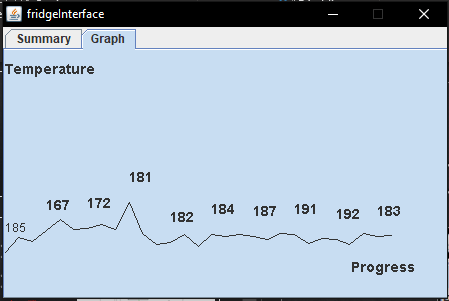 fridgeInterface
Summary Graph
Temperature
181
167 172
184 187 191
182 192 183
185
Progress